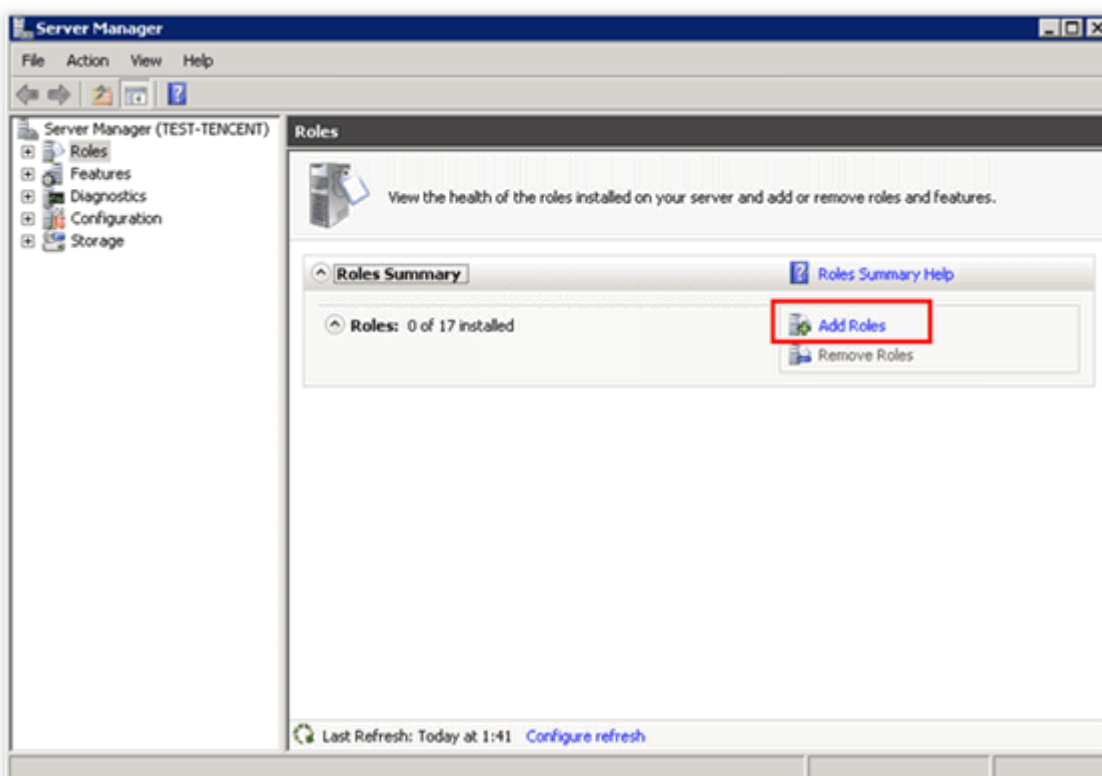 Server Manager
File Action View Help
Server Manager (TEST-TENCENT)
Roles
Features
Diagnostics
Configuration
Storage
Roles
View the health of the roles installed on your server and add or remove roles and features.
Roles Summary
Roles Summary Help
Roles: 0 of 17 installed
Add Roles
Remove Roles
Last Refresh: Today at 1:41 Configure refresh